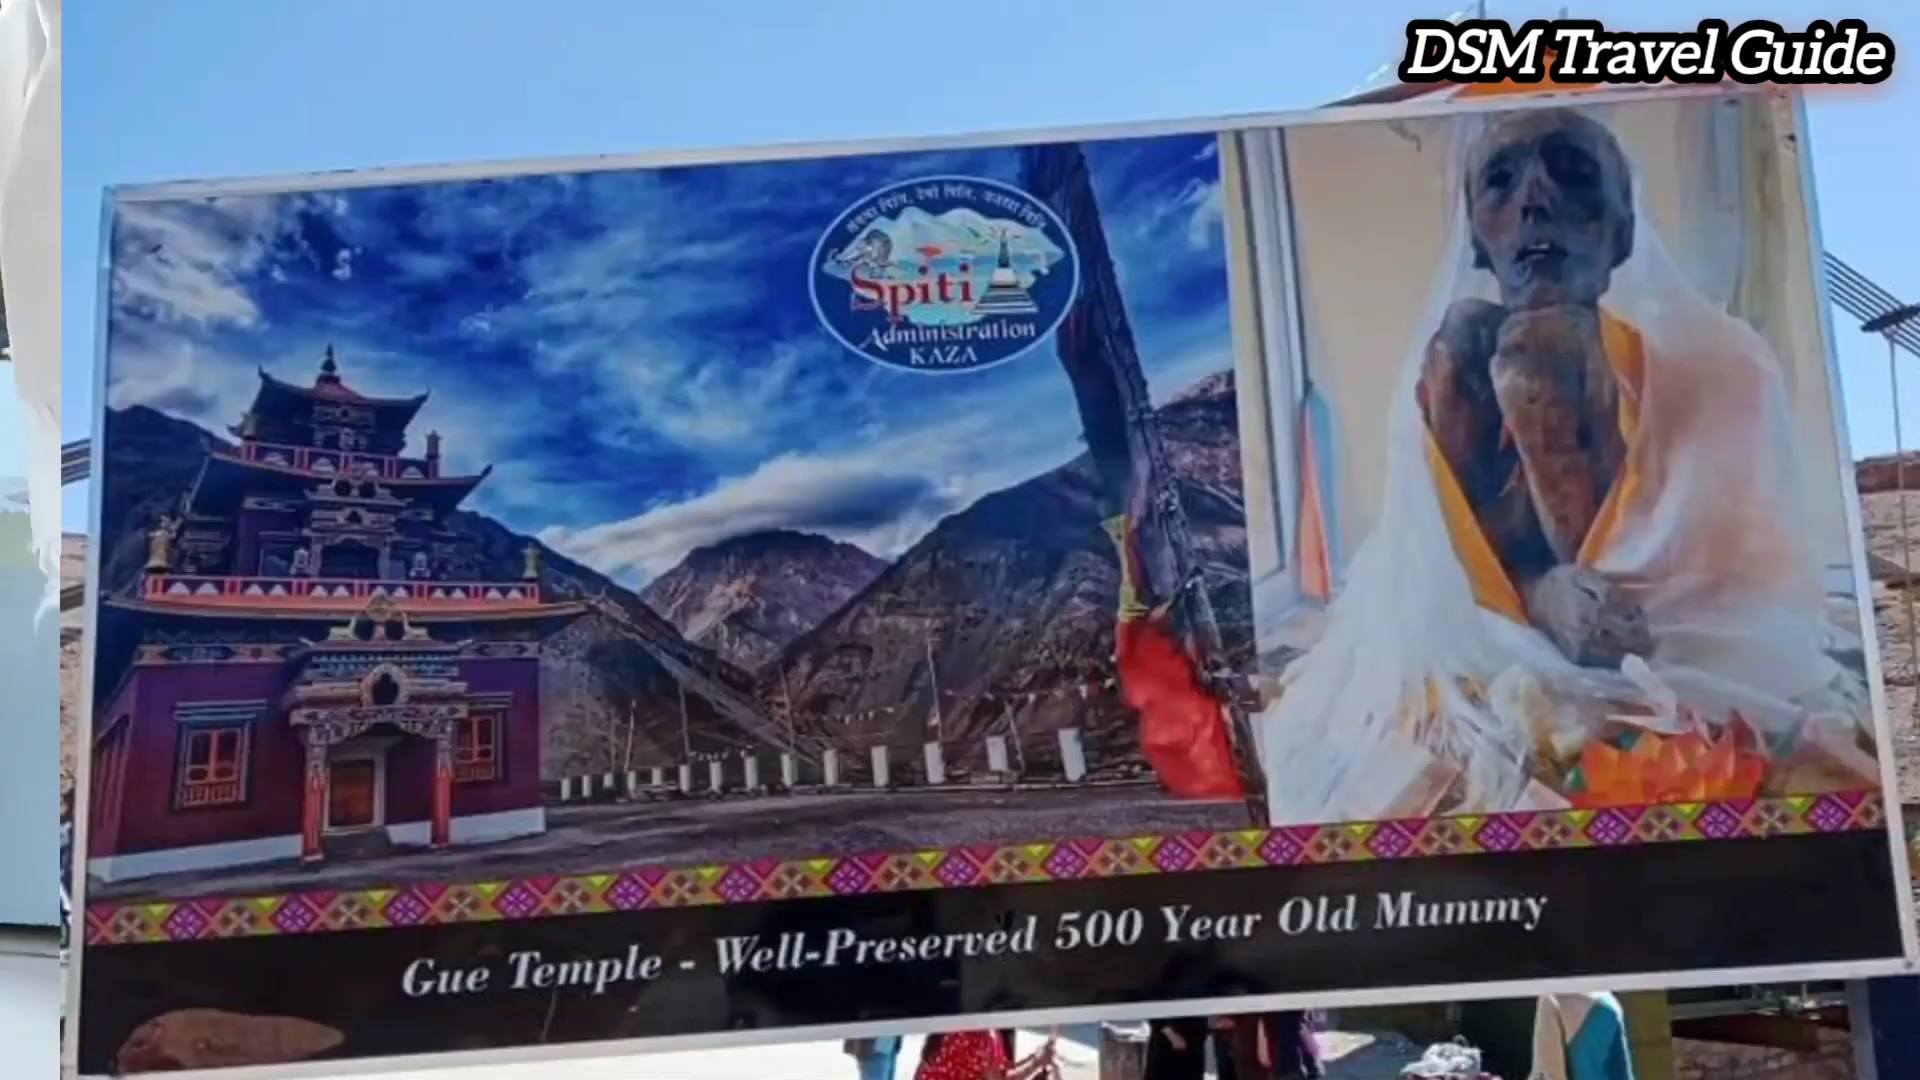 DSM Travel Guide
Spiti
Administration
KAZA
Gue Temple - Well-Preserved 500 Year Old Mummy